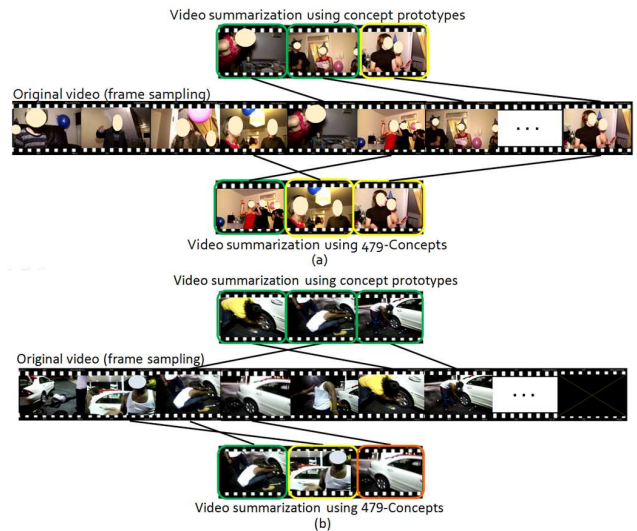 Video summarization using concept prototypes
Original video (frame sampling)
...
Video summarization using 479-Concepts
(a)
Video summarization using concept prototypes
Original video (frame sampling)
...
Video summarization using 479-Concepts
(b)